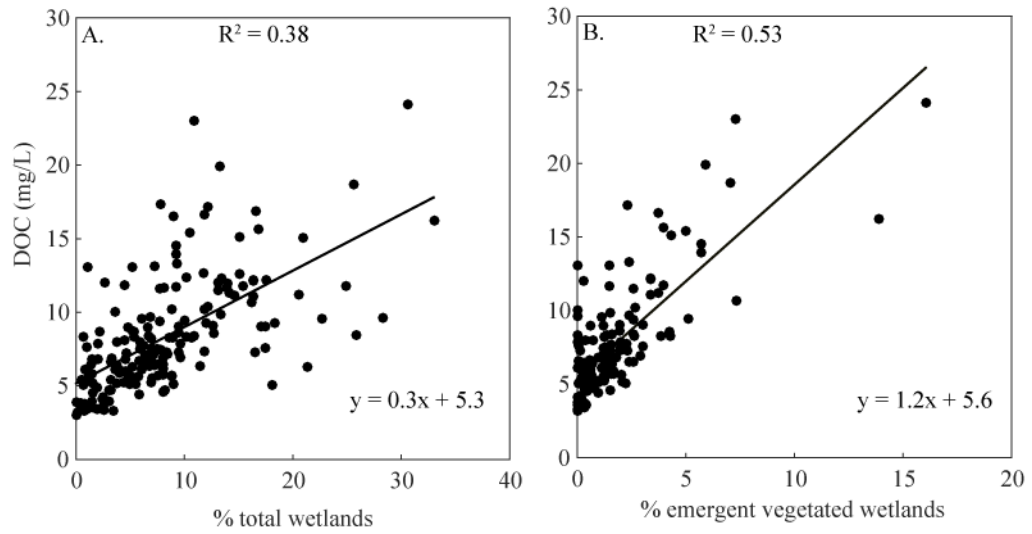 A.
R² = 0.38
30
25
20
15
10
5
0
DOC (mg/L)
y = 0.3x + 5.3
0 10 20 30 40
% total wetlands
B.
R² = 0.53
30
25
20
15
10
5
0
y = 1.2x + 5.6
0 5 10 15 20
% emergent vegetated wetlands